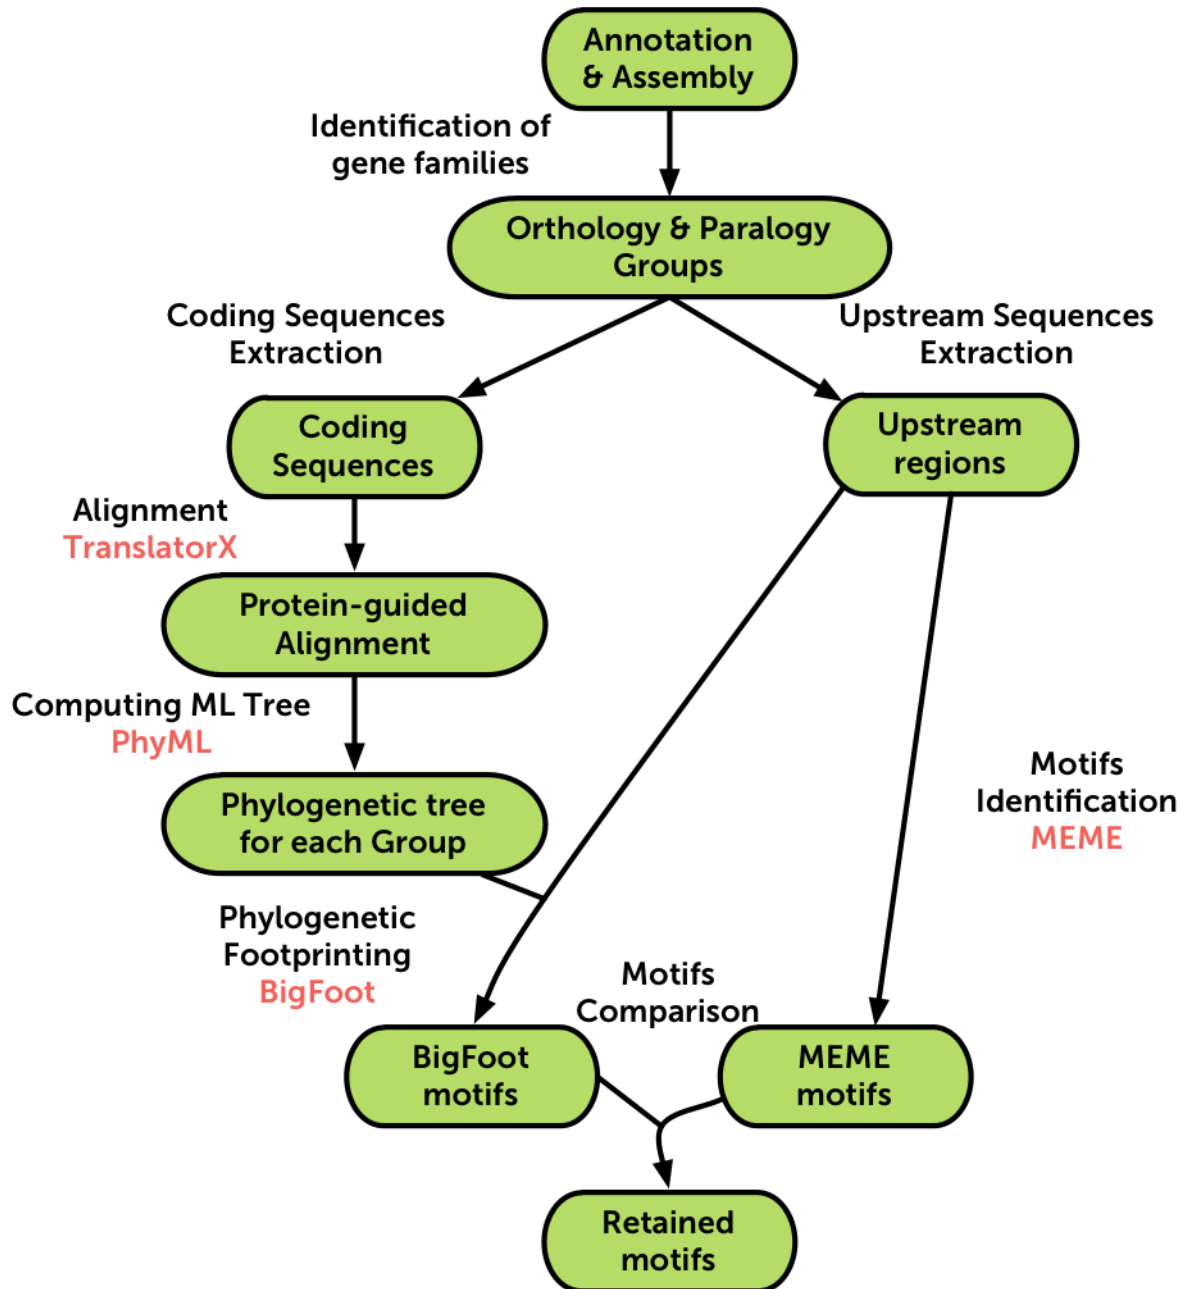 Annotation
& Assembly
Identification of
gene families
Orthology & Paralogy
Groups
Coding Sequences
Extraction
Upstream Sequences
Extraction
Coding
Sequences
Upstream
regions
Alignment
TranslatorX
Protein-guided
Alignment
Computing ML Tree
PhyML
Phylogenetic tree
for each Group
Motifs
Identification
MEME
Phylogenetic
Footprinting
BigFoot
Motifs
Comparison
BigFoot
motifs
MEME
motifs
Retained
motifs